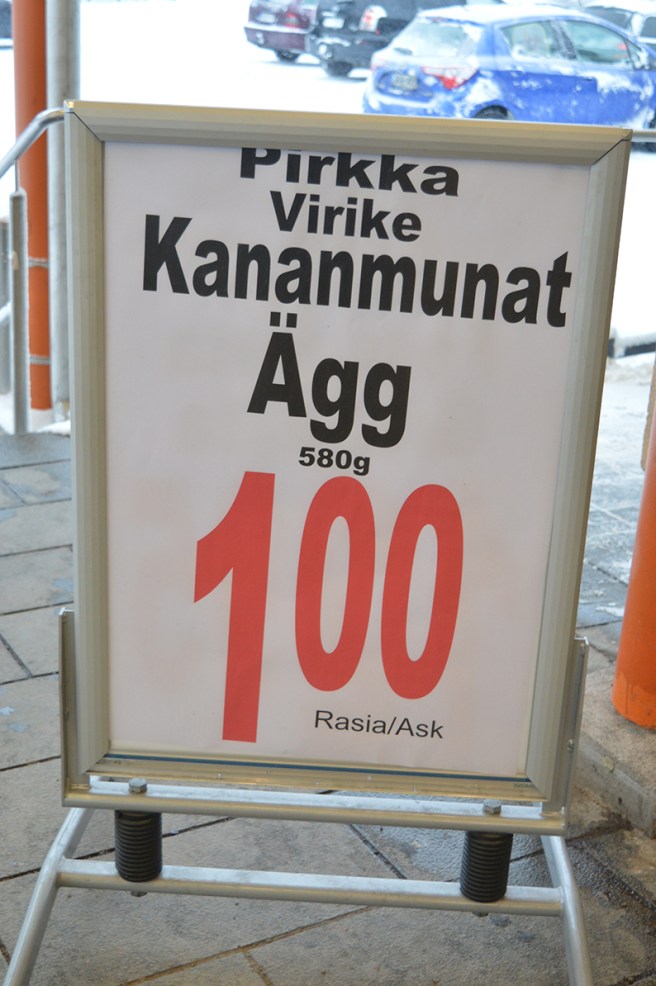 Pirkka
Virike
Kananmunat
Ägg
580g
100
Rasia/Ask